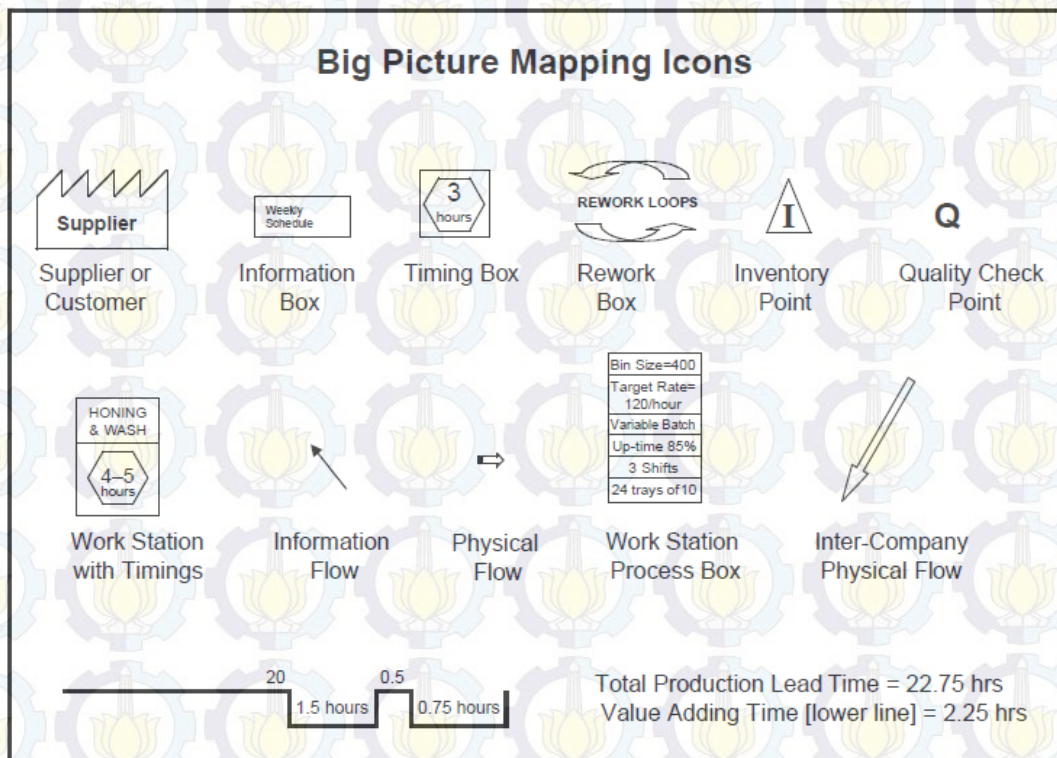 Big Picture Mapping Icons
Supplier
Weekly
Schedule
3
hours
REWORK LOOPS
I
Q
Supplier or
Customer
Information
Box
Timing Box
Rework
Box
Inventory
Point
Quality Check
Point
HONING
& WASH
4–5
hours
Bin Size=400
Target Rate=
120/hour
Variable Batch
Up-time 85%
3 Shifts
24 trays of10
Work Station
with Timings
Information
Flow
Physical
Flow
Work Station
Process Box
Inter-Company
Physical Flow
20
0.5
1.5 hours
0.75 hours
Total Production Lead Time = 22.75 hrs
Value Adding Time [lower line] = 2.25 hrs